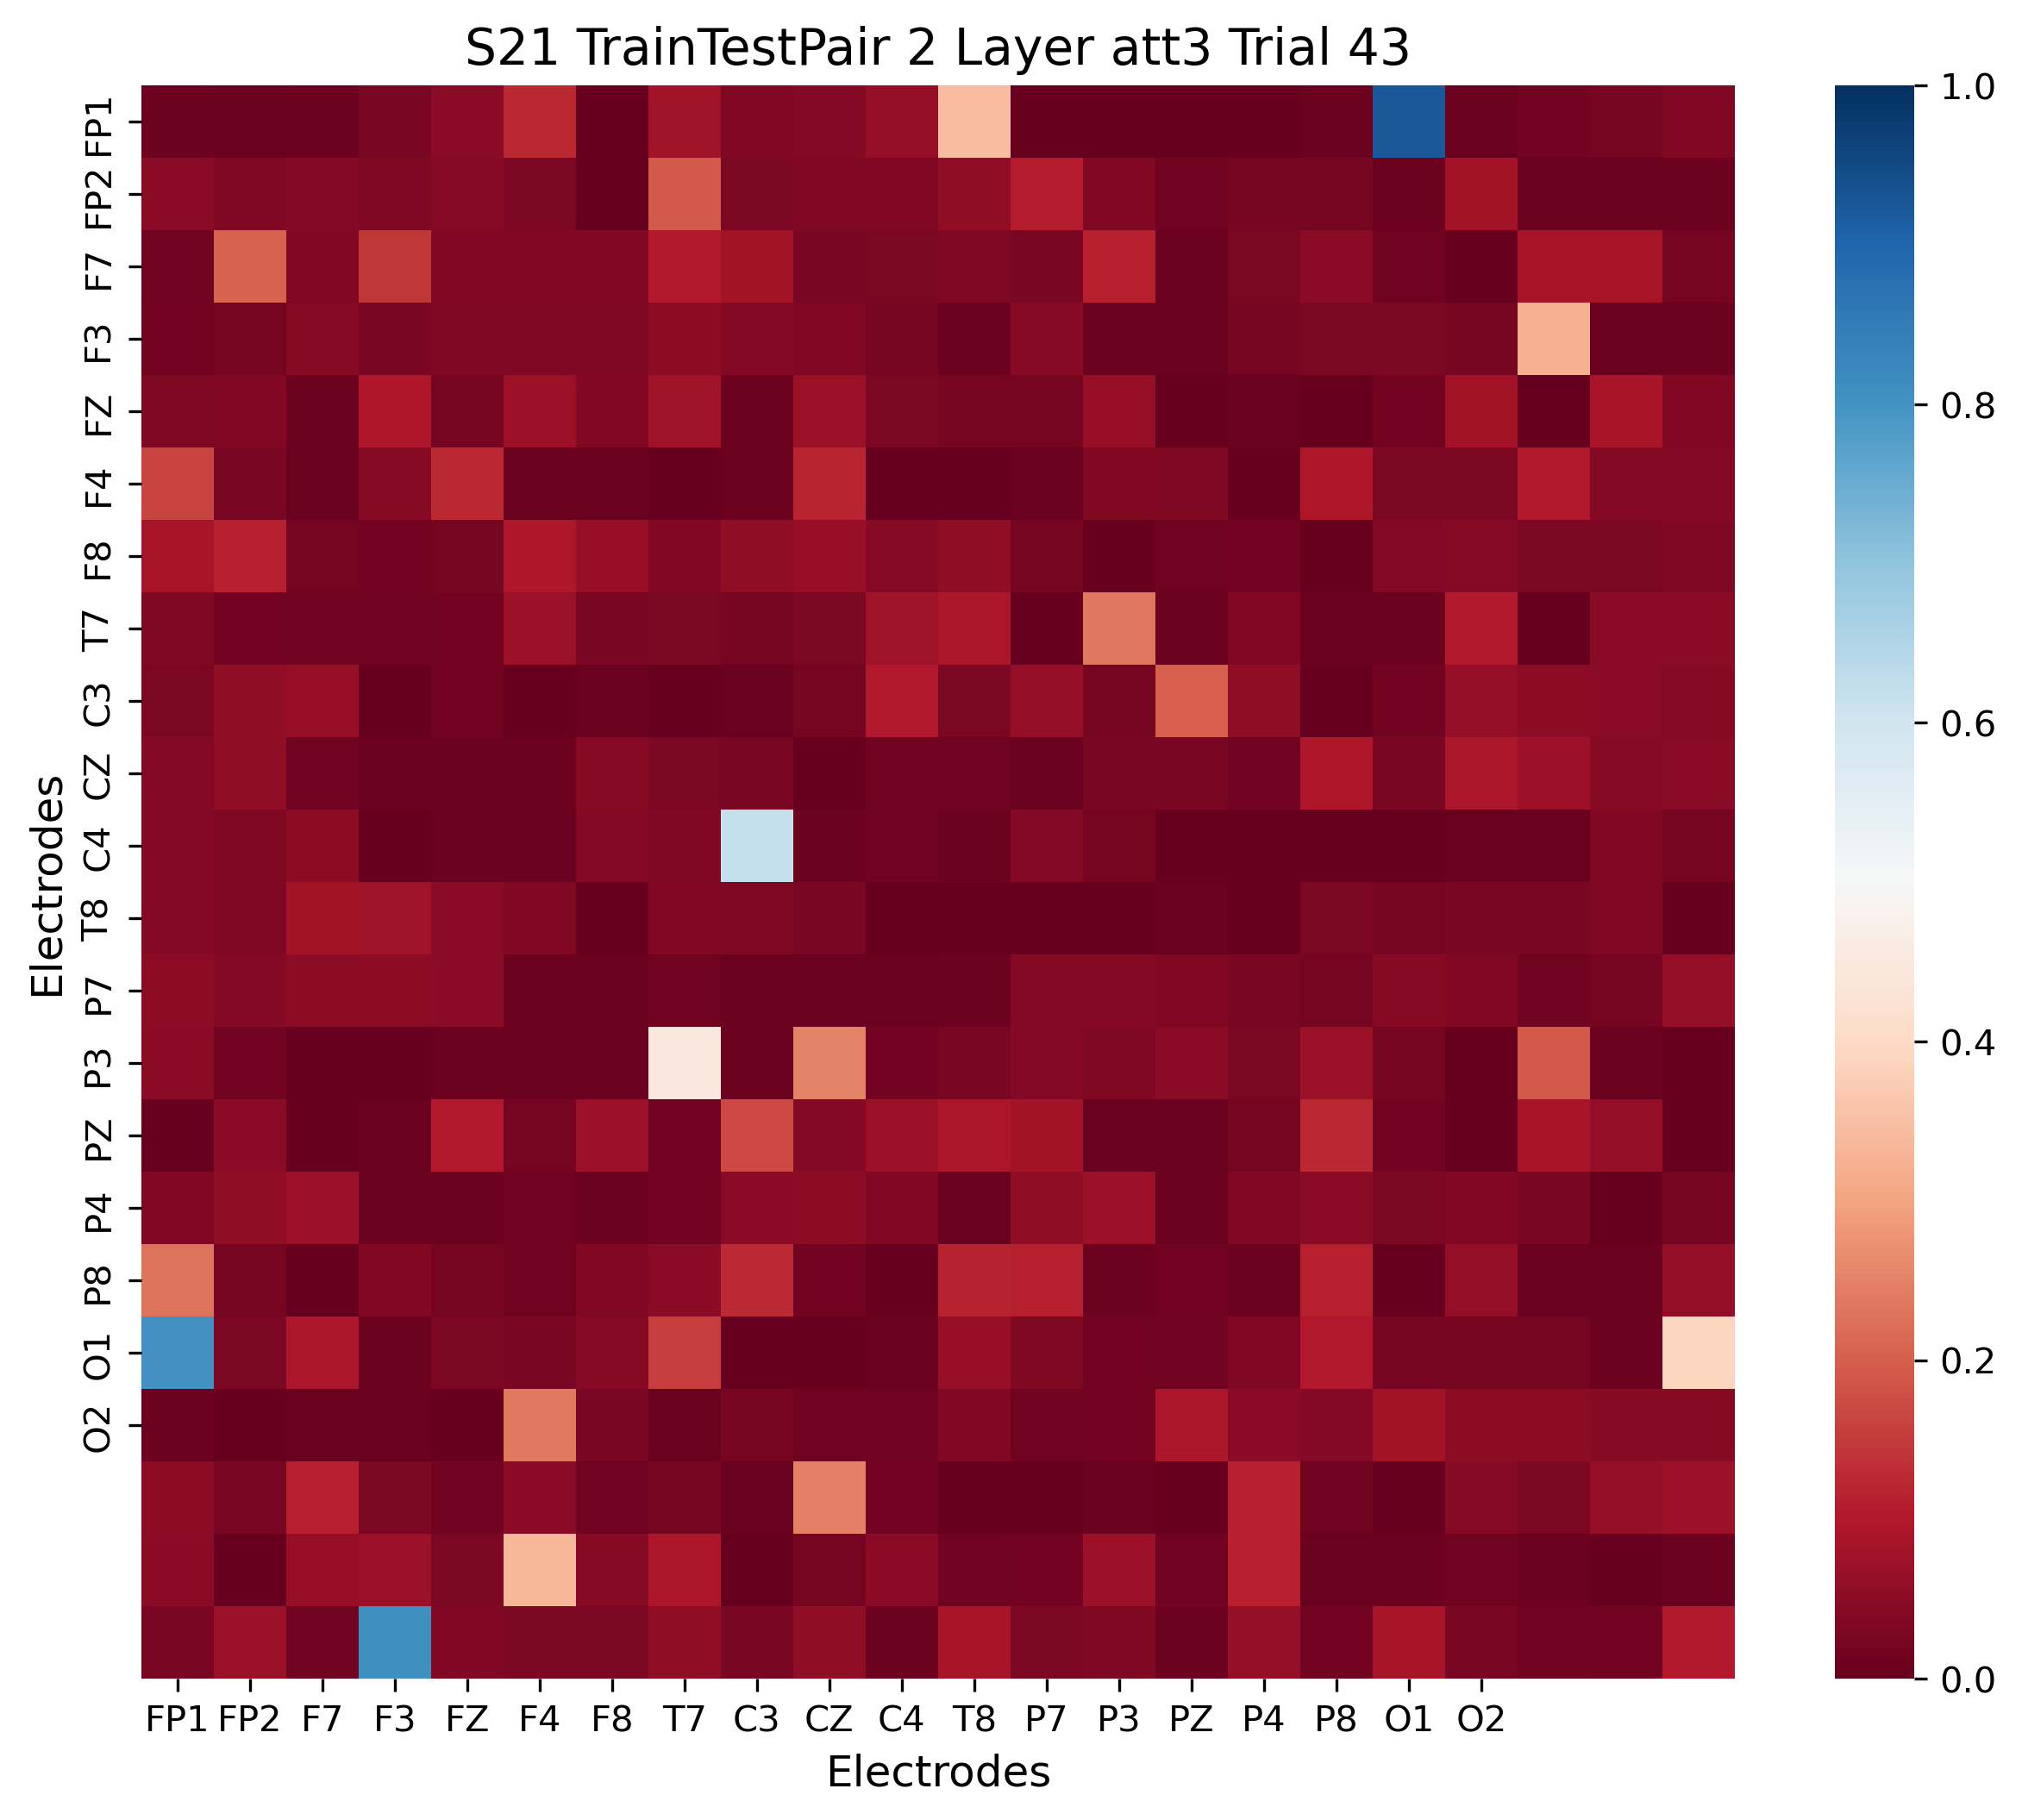 S21 TrainTestPair 2 Layer att3 Trial 43
FP1
FP2
F7
F3
FZ
F4
F8
T7
C3
CZ
C4
T8
P7
P3
PZ
P4
P8
O1
O2
Electrodes
FP1 FP2 F7 F3 FZ F4 F8 T7 C3 CZ C4 T8 P7 P3 PZ P4 P8 O1 O2
Electrodes
1.0
0.8
0.6
0.4
0.2
0.0